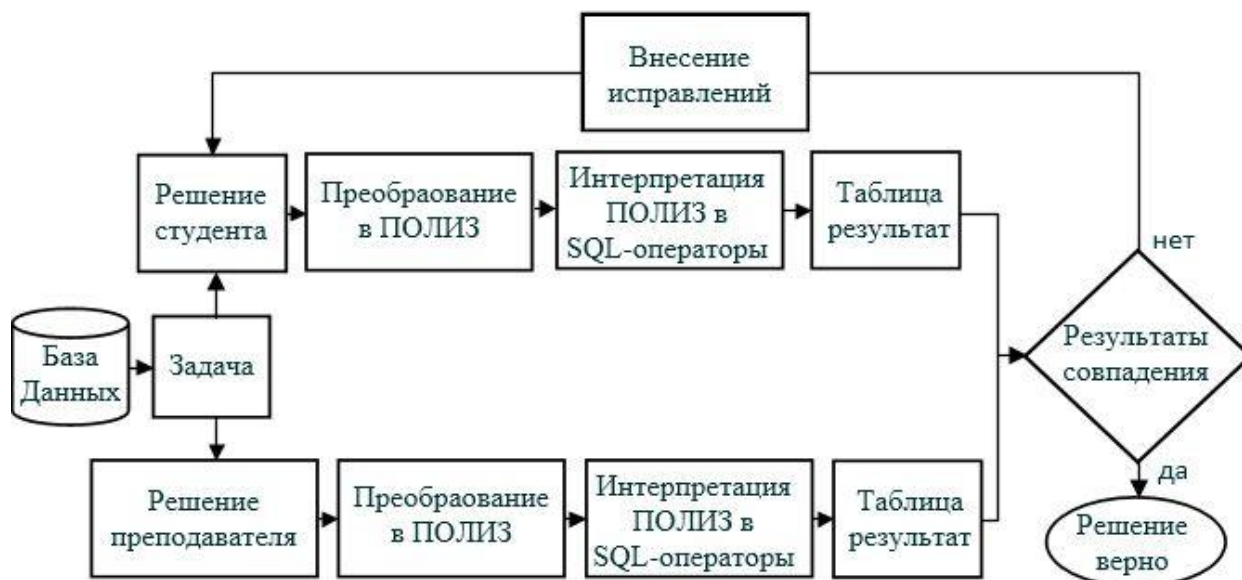 Внесение
исправлений
Решение
студента
Преобраование
в ПОЛИЗ
Интерпретация
ПОЛИЗ в
SQL-операторы
Таблица
результат
нет
База
Данных
Задача
Результаты
совпадения
да
Решение
преподавателя
Преобраование
в ПОЛИЗ
Интерпретация
ПОЛИЗ в
SQL-операторы
Таблица
результат
Решение
верно